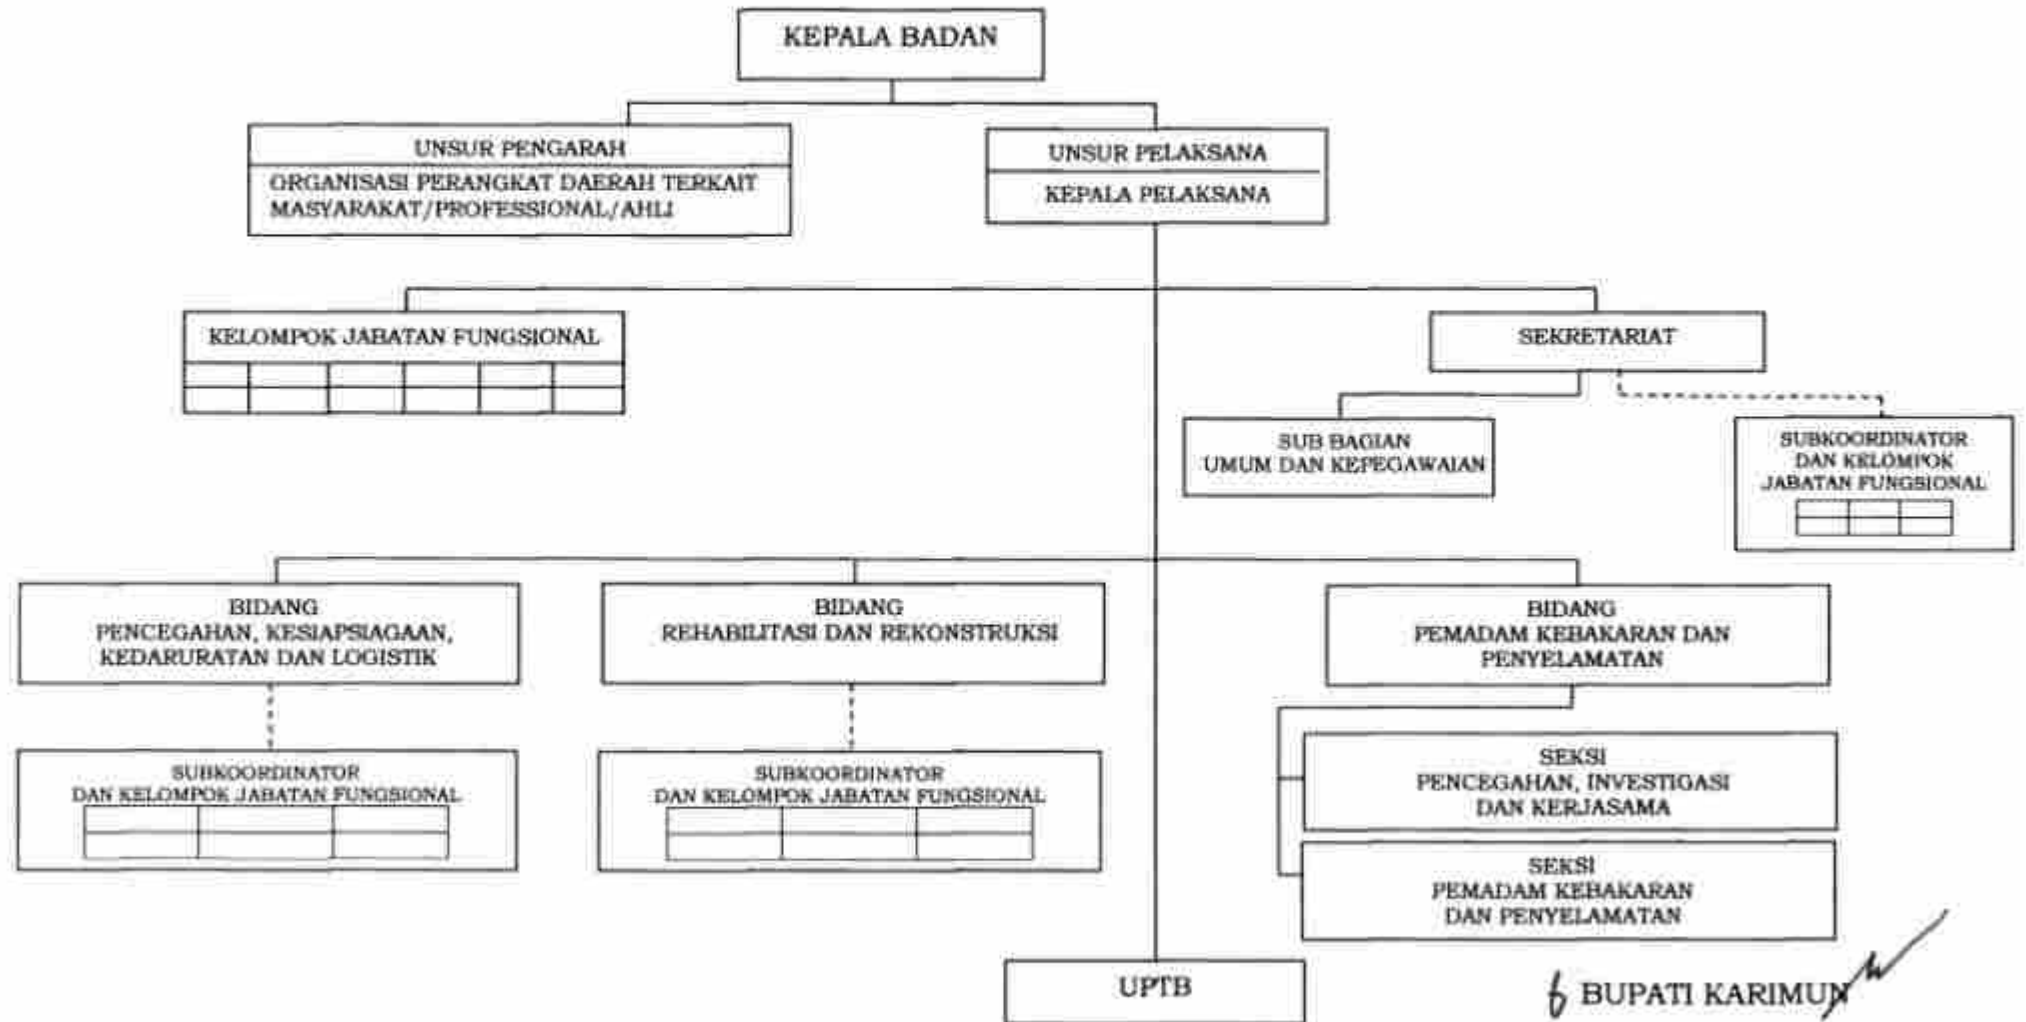 KEPALA BADAN
UNSUR PENGARAH
ORGANISASI PERANGKAT DAERAH TERKAIT
MASYARAKAT/PROFESSIONAL/AHLI
UNSUR PELAKSANA
KEPALA PELAKSANA
KELOMPOK JABATAN FUNGSIONAL
SEKRETARIAT
SUB BAGIAN
UMUM DAN KEPEGAWAIAN
SUBKOORDINATOR
DAN KELOMPOK
JABATAN FUNGSIONAL
BIDANG
PENCEGAHAN, KESIAPSIAGAAN,
KEDARURATAN DAN LOGISTIK
BIDANG
REHABILITASI DAN REKONSTRUKSI
BIDANG
PEMADAM KEBAKARAN DAN
PENYELAMATAN
SUBKOORDINATOR
DAN KELOMPOK JABATAN FUNGSIONAL
SUBKOORDINATOR
DAN KELOMPOK JABATAN FUNGSIONAL
SEKSI
PENCEGAHAN, INVESTIGASI
DAN KERJASAMA
SEKSI
PEMADAM KEBAKARAN
DAN PENYELAMATAN
UPTB
BUPATI KARIMUN